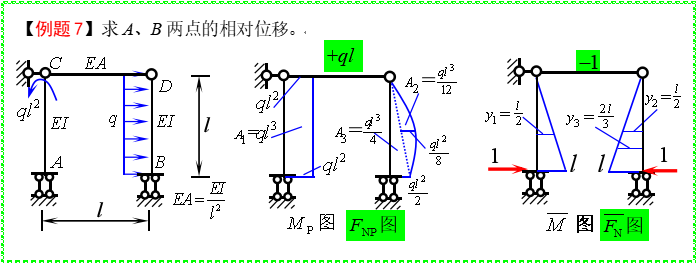 【例题7】求A、B两点的相对位移。
C EA
D
ql²
EI
q
EI
l
A
B
l
EA=EI/l²
+ql
ql²
A₁=ql³
A₃=ql³/4
A₂=ql³/12
ql²/8
ql²
ql²/2
M_P 图 F_NP 图
−1
y₁=l/2
y₃=2l/3
y₂=l/2
1 l l 1
M̅ 图 F̅_N 图